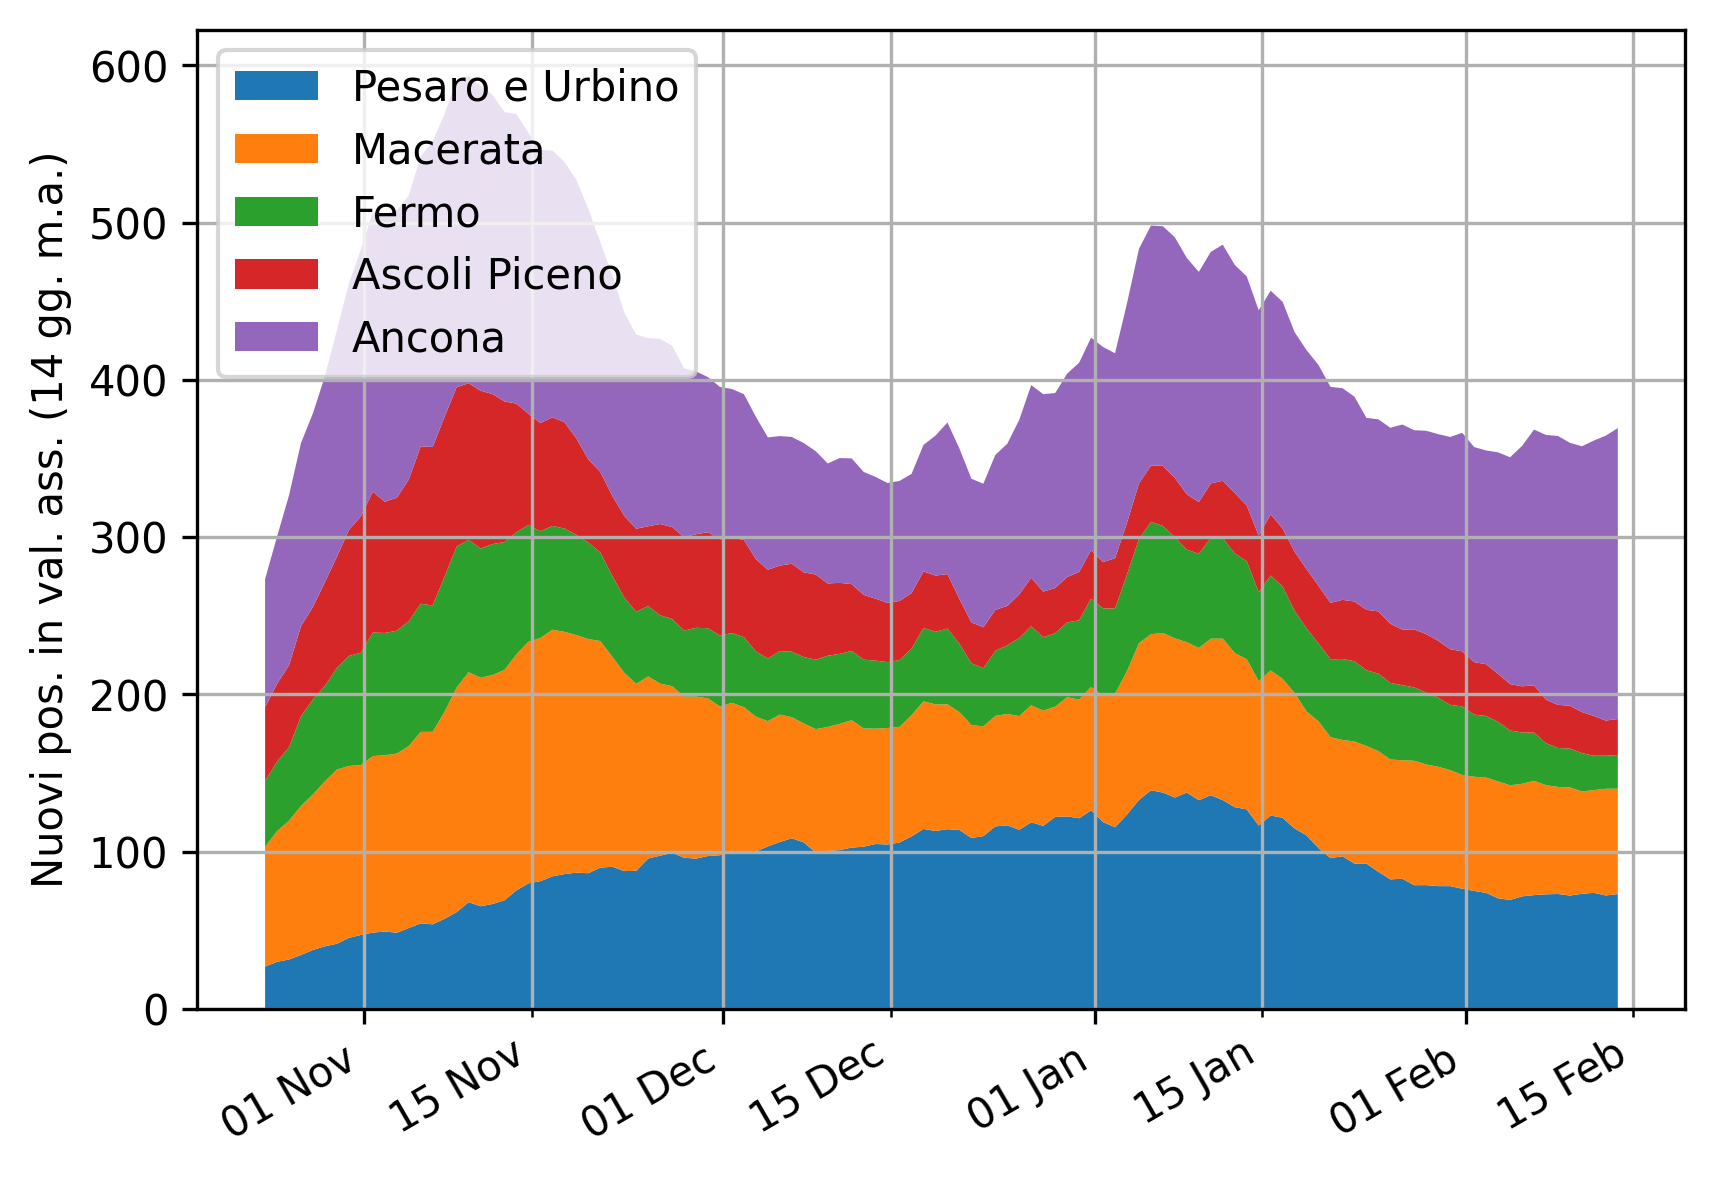 Nuovi pos. in val. ass. (14 gg. m.a.)
600
500
400
300
200
100
0
Pesaro e Urbino
Macerata
Fermo
Ascoli Piceno
Ancona
01 Nov
15 Nov
01 Dec
15 Dec
01 Jan
15 Jan
01 Feb
15 Feb